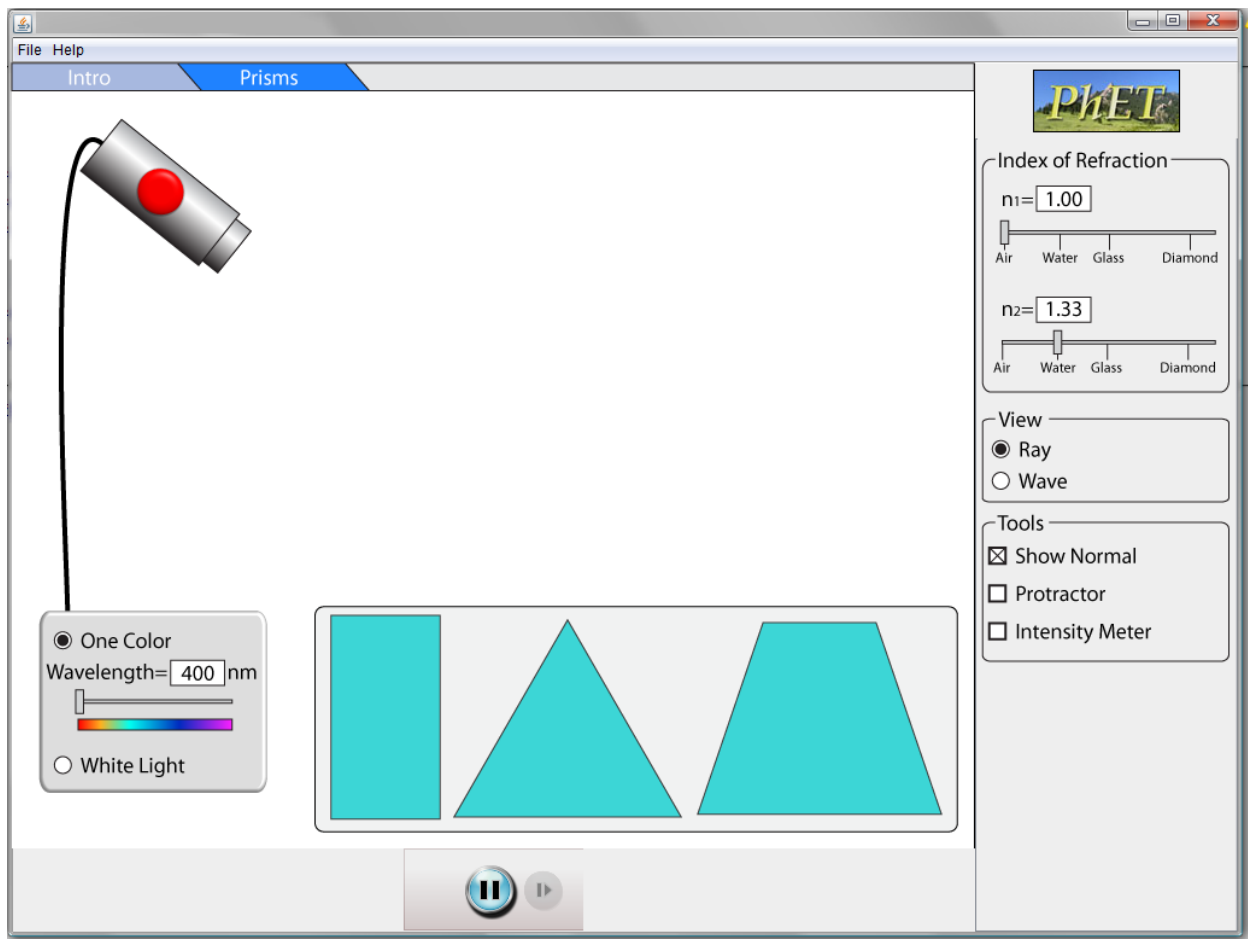 File Help
Intro
Prisms
PhET
Index of Refraction
n1= 1.00
Air Water Glass Diamond
n2= 1.33
Air Water Glass Diamond
View
Ray
Wave
Tools
Show Normal
Protractor
Intensity Meter
One Color
Wavelength= 400 nm
White Light